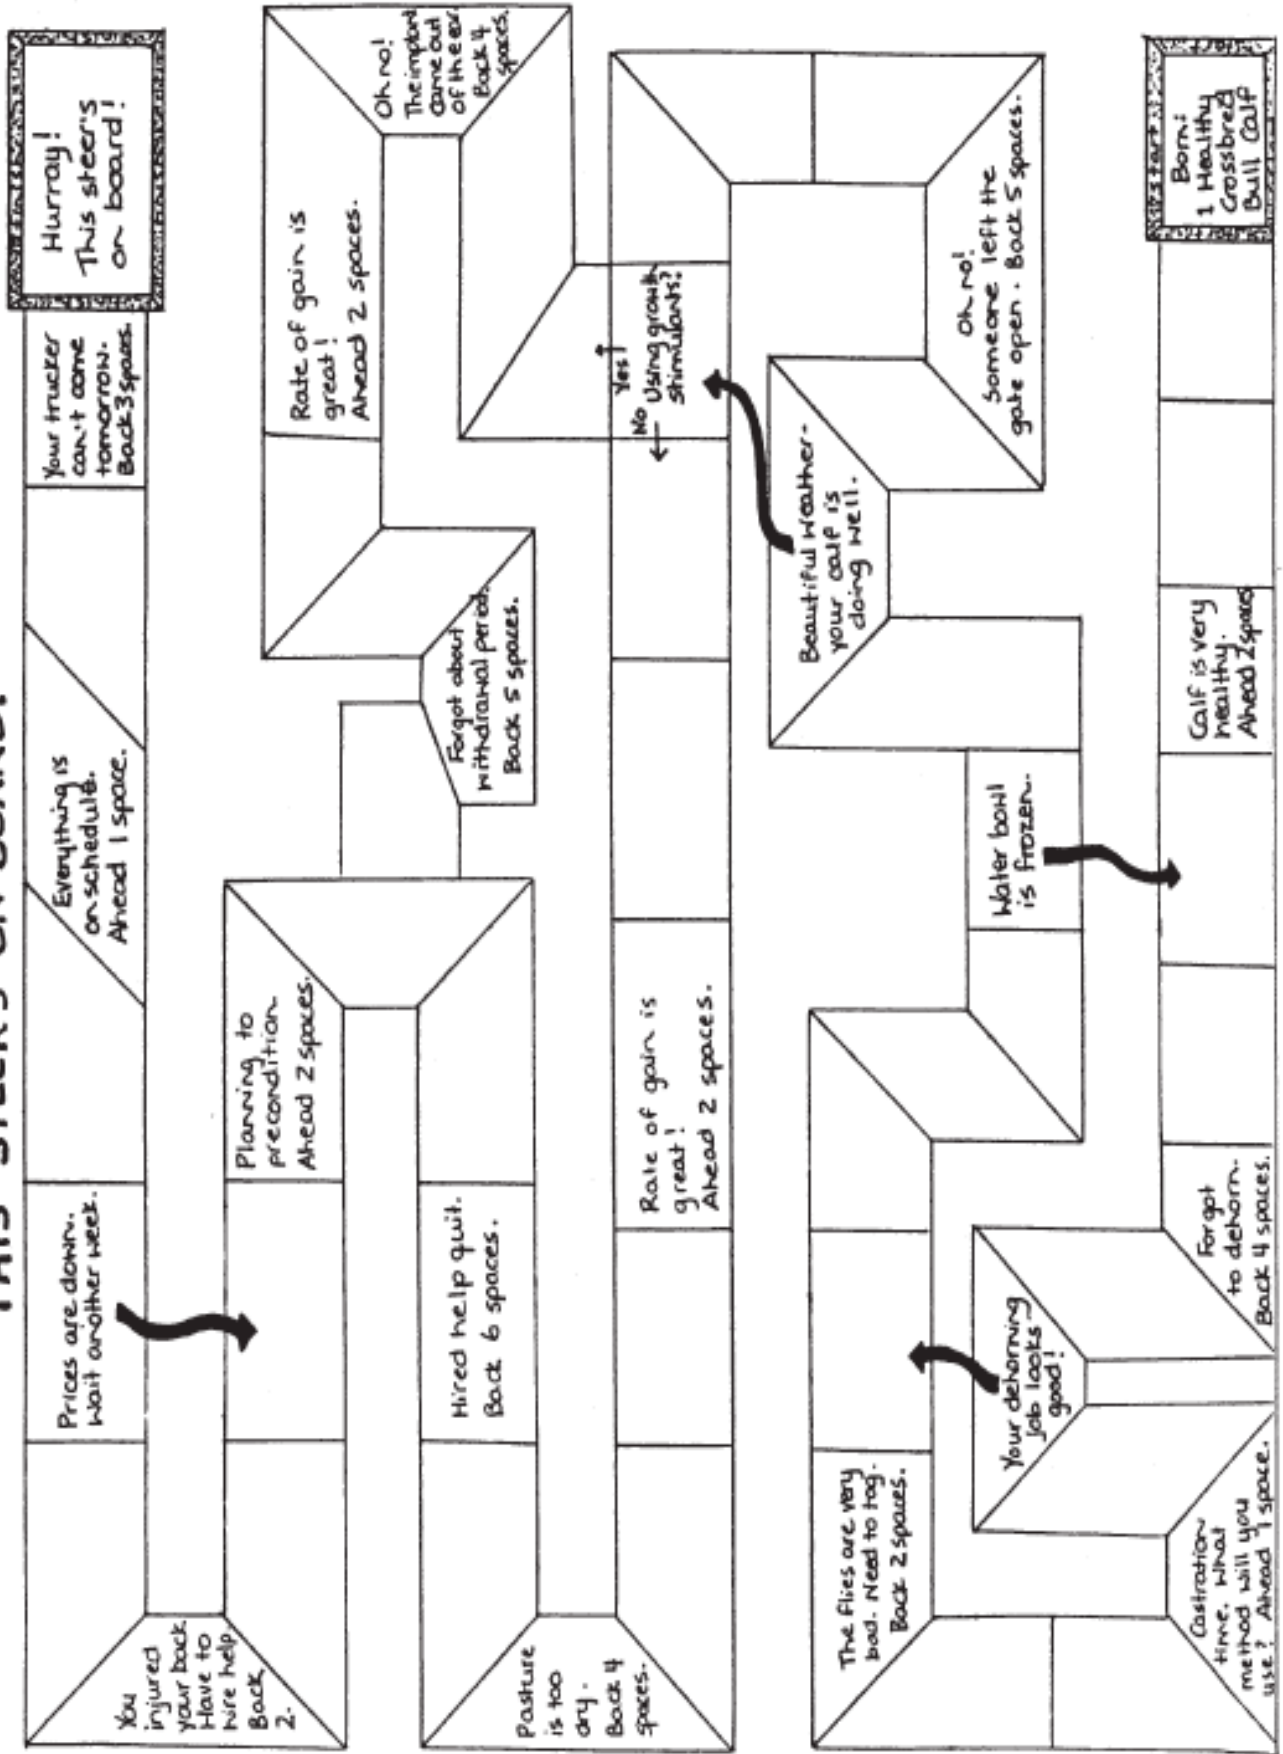 THIS STEER'S ON BOARD!
You
injured
your back.
Have to
hire help.
Back
2.
Prices are down.
Wait another week.
Everything is
on schedule.
Ahead 1 space.
Your trucker
can't come
tomorrow.
Back 3 spaces.
Hurray!
This steer's
on board!
Planning to
precondition.
Ahead 2 spaces.
Forgot about
withdrawal period.
Back 5 spaces.
Rate of gain is
great!
Ahead 2 spaces.
Oh no!
The implant
came out
of the ear.
Back 4
spaces.
Pasture
is too
dry.
Back 4
spaces.
Hired help quit.
Back 6 spaces.
Rate of gain is
great!
Ahead 2 spaces.
Yes!
No
Using growth
stimulants?
The flies are very
bad. Need to tag.
Back 2 spaces.
Your dehorning
job looks
good!
Water bowl
is frozen.
Beautiful weather-
your calf is
doing well.
Oh no!
Someone left the
gate open. Back 5 spaces.
Castration
time. What
method will you
use? Ahead 1 space.
Forgot
to dehorn.
Back 4 spaces.
Calf is very
healthy.
Ahead 2 spaces
start
Born:
1 Healthy
Crossbred
Bull Calf